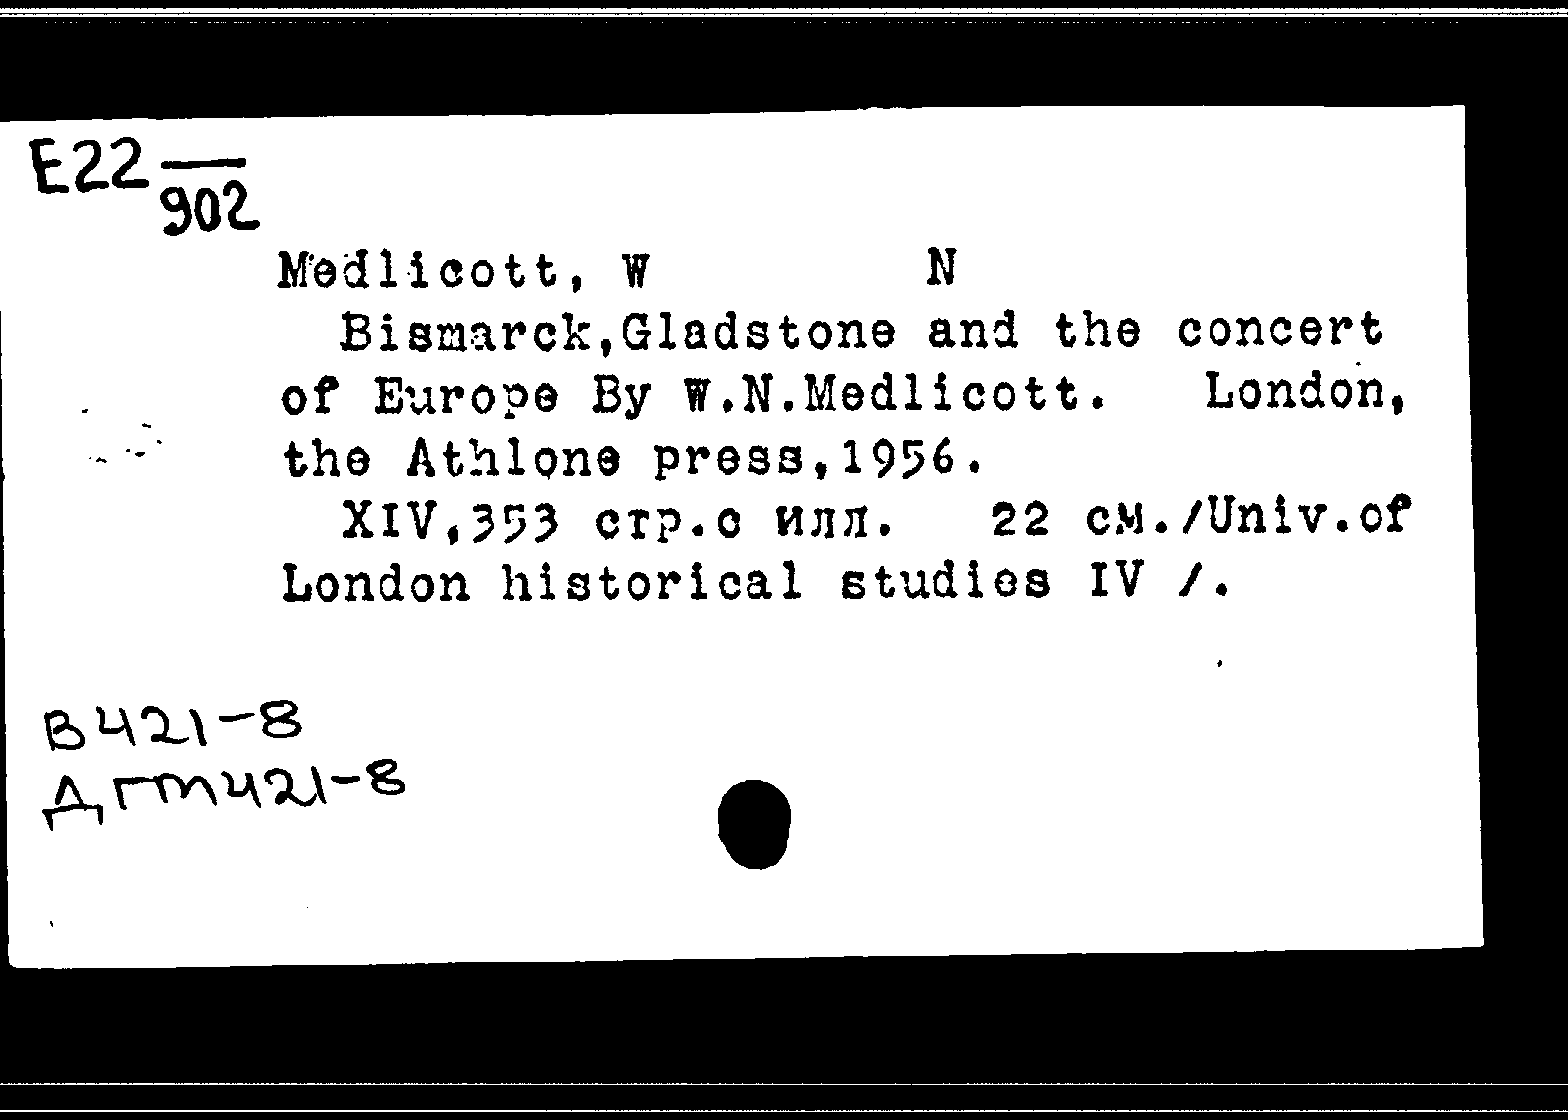 E22 —
902
Medlicott, W N
Bismarck,Gladstone and the concert
of Europe By W.N.Medlicott. London,
the Athlone press,1956.
XIV,353 стр.с илл. 22 см./Univ.of
London historical studies IV /.
В421-8
ДГТ421-8